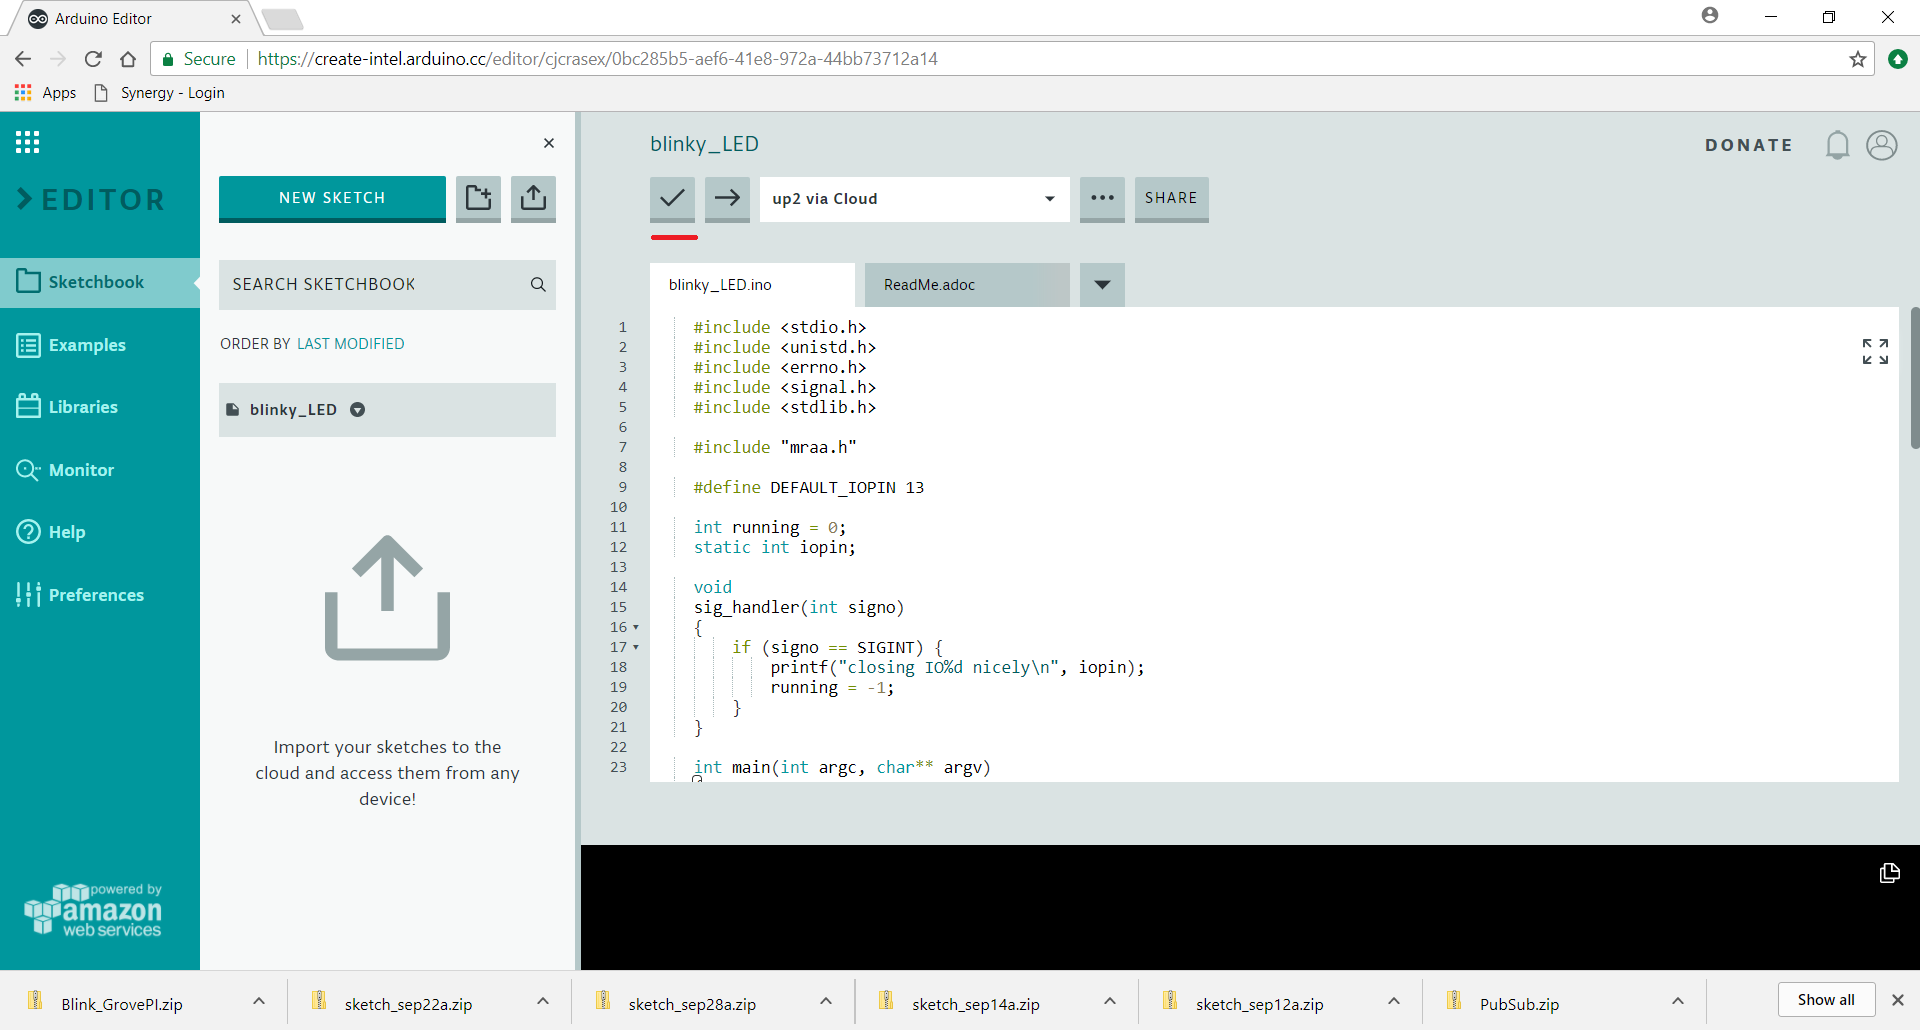 Arduino Editor
Secure https://create-intel.arduino.cc/editor/cjcrasex/0bc285b5-aef6-41e8-972a-44bb73712a14
Apps Synergy - Login
EDITOR
Sketchbook
Examples
Libraries
Monitor
Help
Preferences
powered by
amazon
web services
NEW SKETCH
SEARCH SKETCHBOOK
ORDER BY LAST MODIFIED
blinky_LED
Import your sketches to the
cloud and access them from any
device!
blinky_LED
DONATE
up2 via Cloud
SHARE
blinky_LED.ino
ReadMe.adoc
1 #include <stdio.h>
2 #include <unistd.h>
3 #include <errno.h>
4 #include <signal.h>
5 #include <stdlib.h>
6
7 #include "mraa.h"
8
9 #define DEFAULT_IOPIN 13
10
11 int running = 0;
12 static int iopin;
13
14 void
15 sig_handler(int signo)
16 {
17 if (signo == SIGINT) {
18 printf("closing IO%d nicely\n", iopin);
19 running = -1;
20 }
21 }
22
23 int main(int argc, char** argv)
Blink_GrovePI.zip
sketch_sep22a.zip
sketch_sep28a.zip
sketch_sep14a.zip
sketch_sep12a.zip
PubSub.zip
Show all